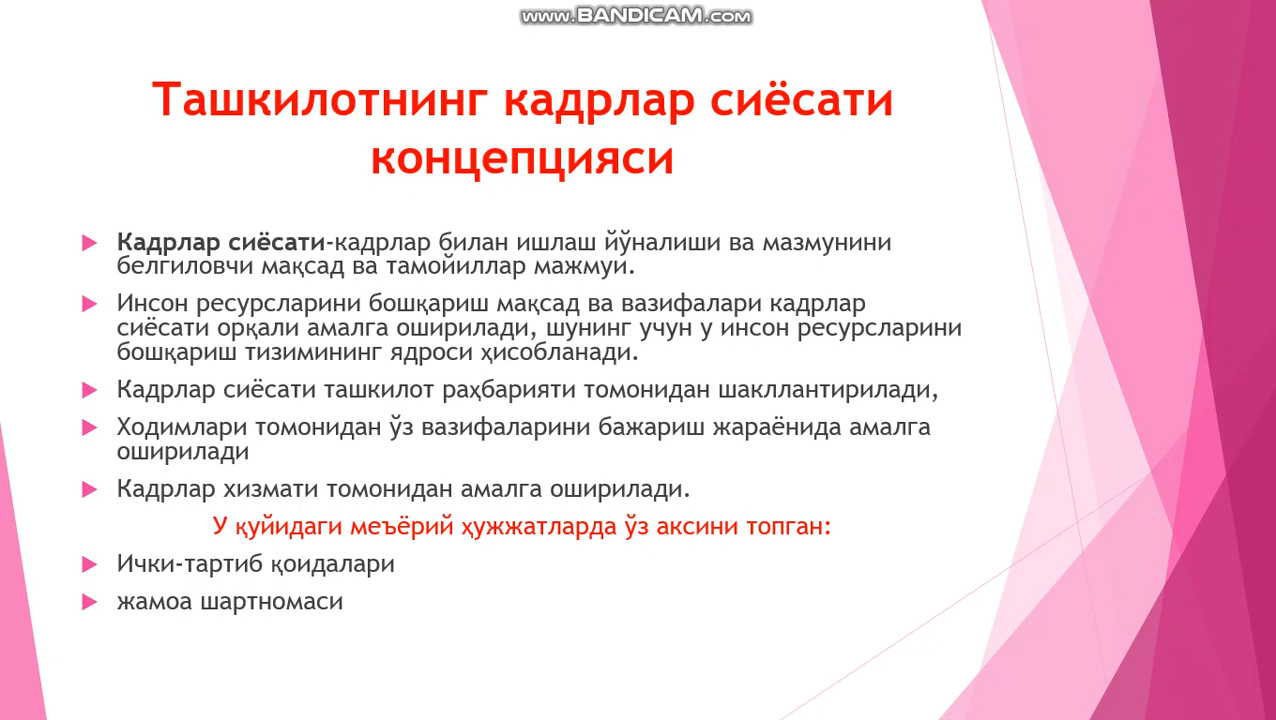 www.BANDICAM.com
Ташкилотнинг кадрлар сиёсати
концепцияси
Кадрлар сиёсати-кадрлар билан ишлаш йўналиши ва мазмунини
белгиловчи мақсад ва тамойиллар мажмуи.
Инсон ресурсларини бошқариш мақсад ва вазифалари кадрлар
сиёсати орқали амалга оширилади, шунинг учун у инсон ресурсларини
бошқариш тизимининг ядроси ҳисобланади.
Кадрлар сиёсати ташкилот раҳбарияти томонидан шакллантирилади,
Ходимлари томонидан ўз вазифаларини бажариш жараёнида амалга
оширилади
Кадрлар хизмати томонидан амалга оширилади.
У қуйидаги меъёрий ҳужжатларда ўз аксини топган:
Ички-тартиб қоидалари
жамоа шартномаси